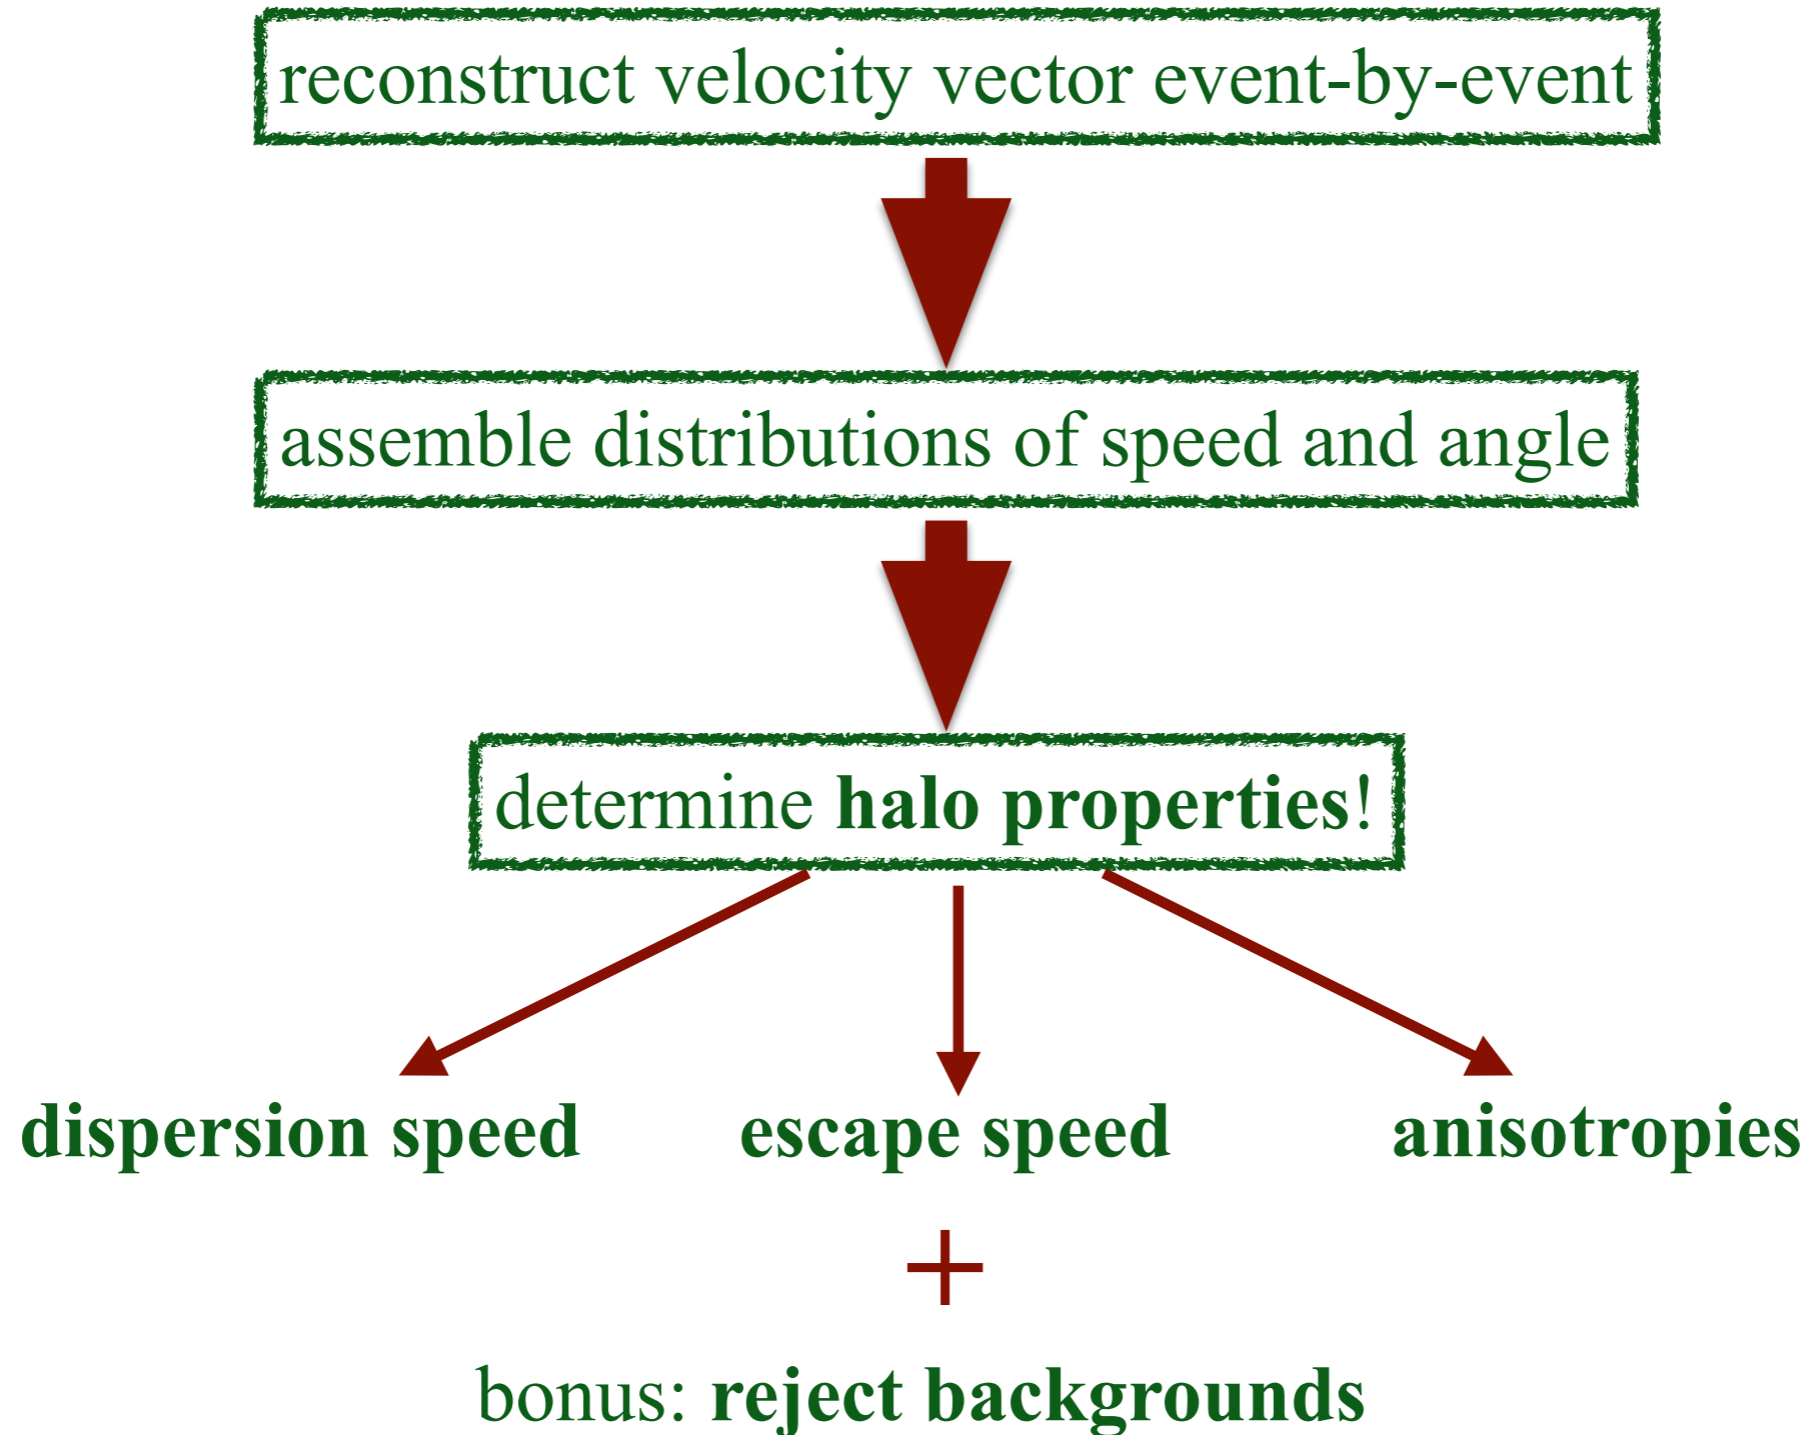 reconstruct velocity vector event-by-event
assemble distributions of speed and angle
determine halo properties!
dispersion speed
escape speed
anisotropies
+
bonus: reject backgrounds